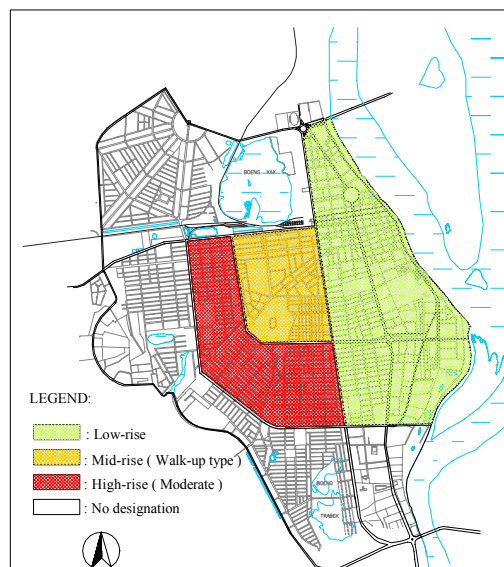 BOENG KAK
LEGEND:
: Low-rise
: Mid-rise ( Walk-up type )
: High-rise ( Moderate )
: No designation
BOENG
TRABEK